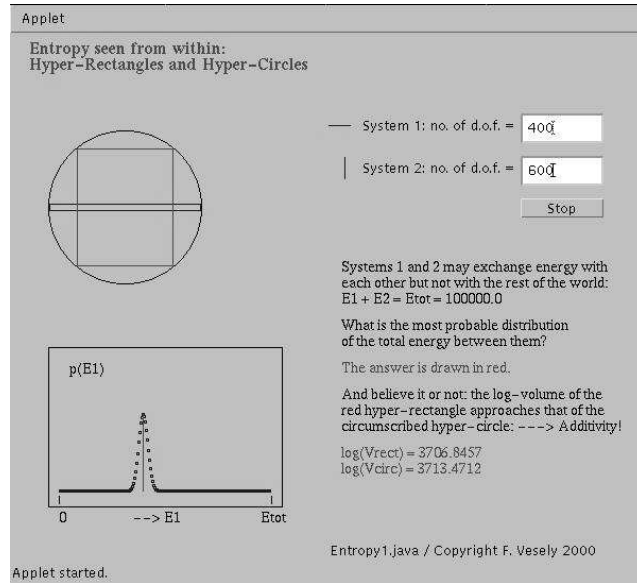 Applet
Entropy seen from within:
Hyper-Rectangles and Hyper-Circles
System 1: no. of d.o.f. = 400
System 2: no. of d.o.f. = 600
Stop
Systems 1 and 2 may exchange energy with
each other but not with the rest of the world:
E1 + E2 = Etot = 100000.0
What is the most probable distribution
of the total energy between them?
The answer is drawn in red.
And believe it or not: the log-volume of the
red hyper-rectangle approaches that of the
circumscribed hyper-circle: ---> Additivity!
log(Vrect) = 3706.8457
log(Vcirc) = 3713.4712
p(E1)
0 --> E1 Etot
Entropy1.java / Copyright F. Vesely 2000
Applet started.